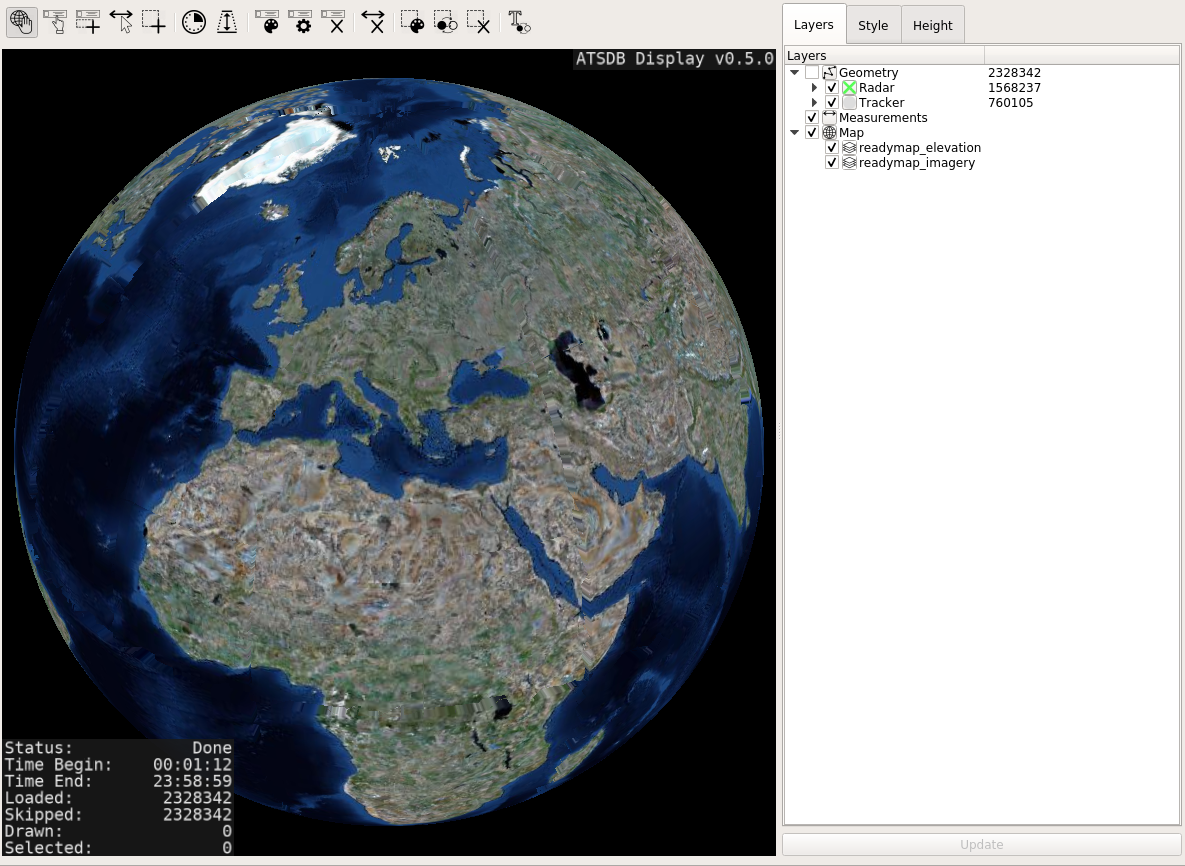 Layers Style Height
ATSDB Display v0.5.0
Layers
Geometry 2328342
Radar 1568237
Tracker 760105
Measurements
Map
readymap_elevation
readymap_imagery
Status: Done
Time Begin: 00:01:12
Time End: 23:58:59
Loaded: 2328342
Skipped: 2328342
Drawn: 0
Selected: 0
Update